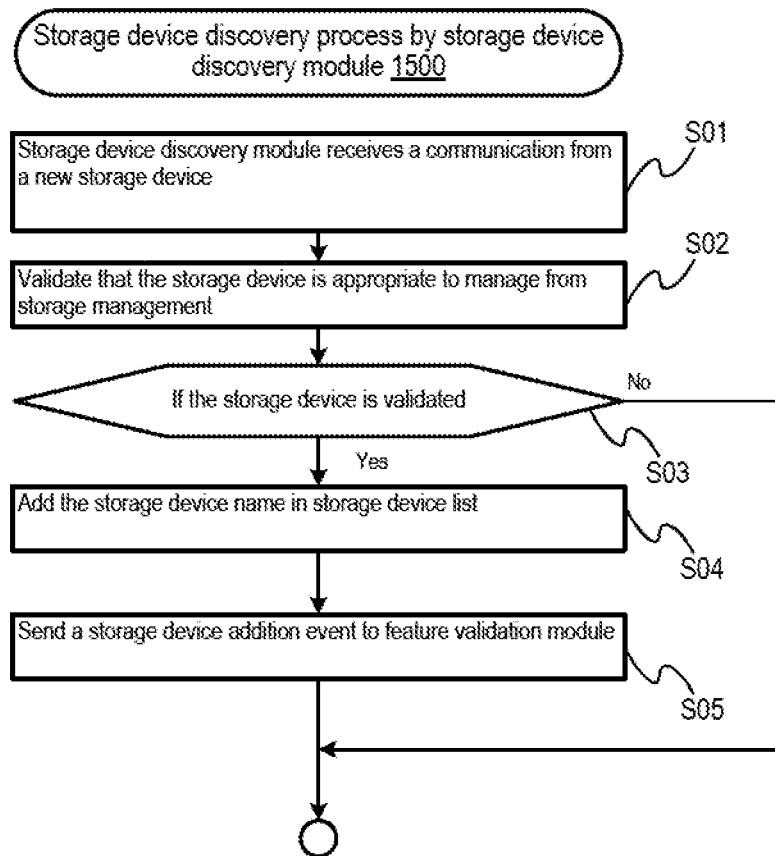 Storage device discovery process by storage device
discovery module 1500
Storage device discovery module receives a communication from
a new storage device
S01
Validate that the storage device is appropriate to manage from
storage management
S02
If the storage device is validated
No
Yes
S03
Add the storage device name in storage device list
S04
Send a storage device addition event to feature validation module
S05